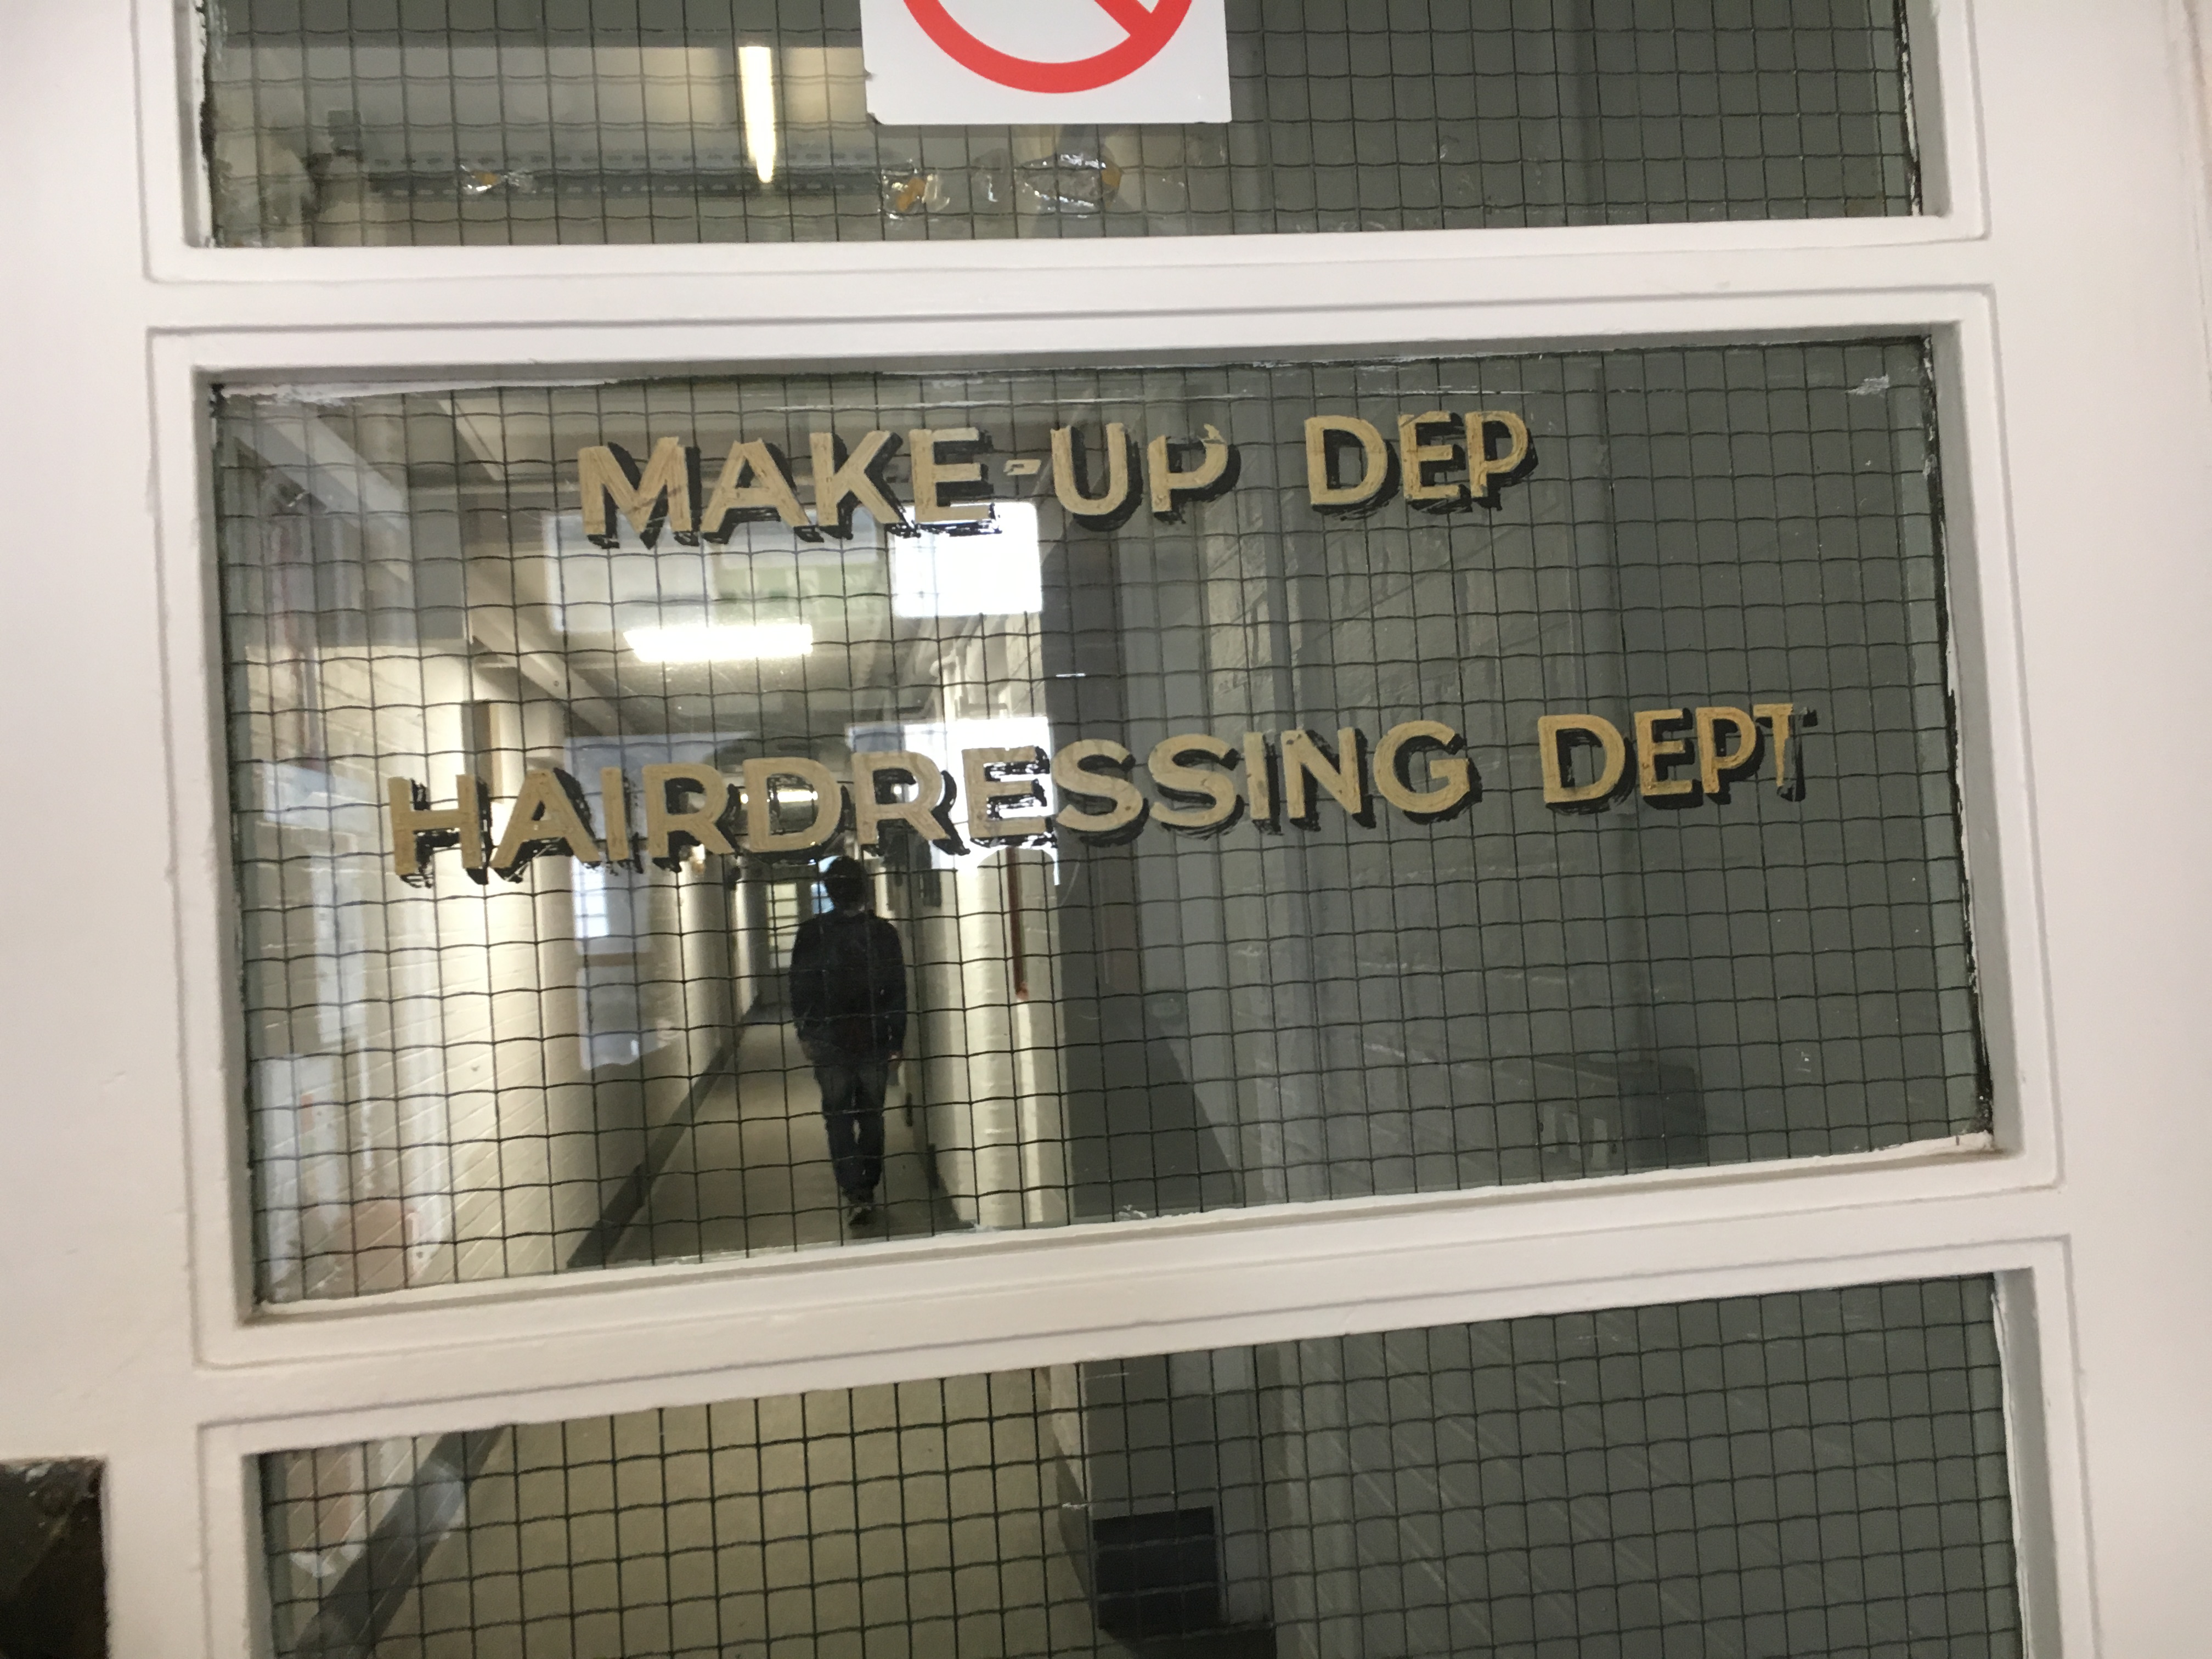 MAKE-UP DEP
HAIRDRESSING DEPT